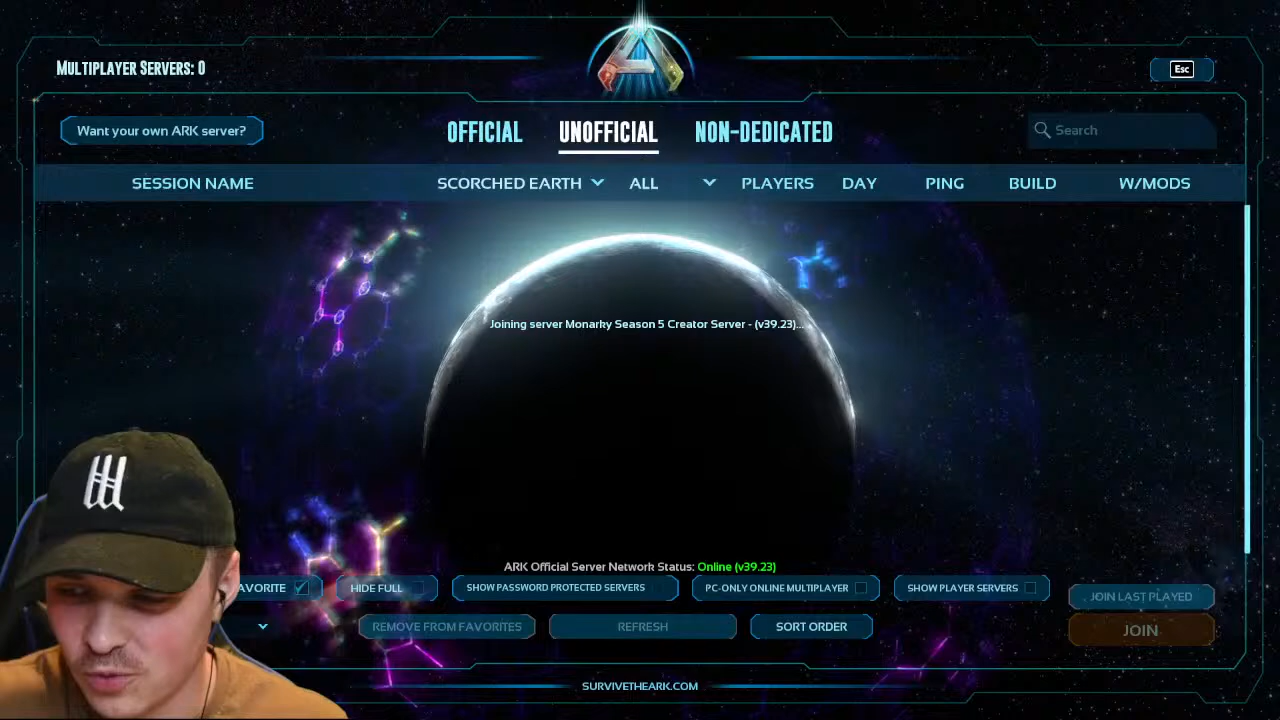 MULTIPLAYER SERVERS: 0
Esc
Want your own ARK server?
OFFICIAL UNOFFICIAL NON-DEDICATED
Search
SESSION NAME SCORCHED EARTH ALL PLAYERS DAY PING BUILD W/MODS
Joining server Monarky Season 5 Creator Server - (v39.23)...
ARK Official Server Network Status: Online (v39.23)
AVORITE HIDE FULL SHOW PASSWORD PROTECTED SERVERS PC-ONLY ONLINE MULTIPLAYER SHOW PLAYER SERVERS
JOIN LAST PLAYED
REMOVE FROM FAVORITES REFRESH SORT ORDER JOIN
SURVIVETHEARK.COM